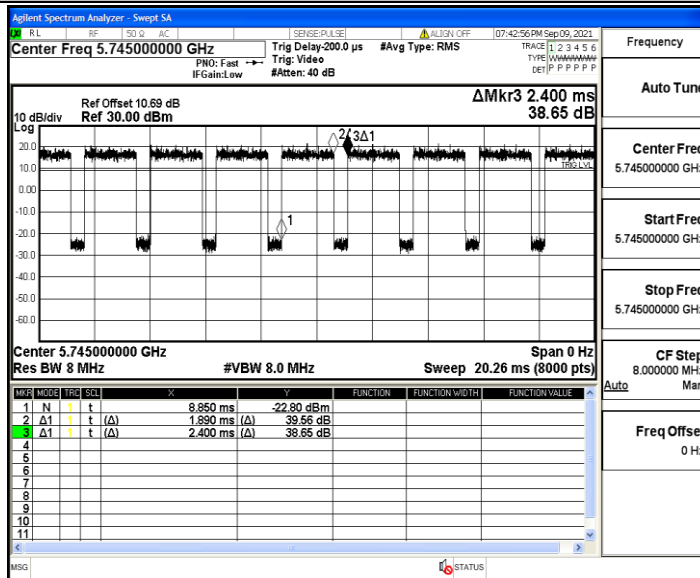 Agilent Spectrum Analyzer - Swept SA
RL RF 50 Ω AC SENSE:PULSE ALIGN OFF 07:42:56 PM Sep 09, 2021
Center Freq 5.745000000 GHz
PNO: Fast
IFGain:Low
Trig Delay-200.0 µs
Trig: Video
#Atten: 40 dB
#Avg Type: RMS
TRACE 1 2 3 4 5 6
TYPE
DET P P P P P P
ΔMkr3 2.400 ms
38.65 dB
Ref Offset 10.69 dB
10 dB/div Ref 30.00 dBm
Log
20.0
10.0
0.00
-10.0
-20.0
-30.0
-40.0
-50.0
-60.0
2Δ 3Δ1
TRIG LVL
1
Center 5.745000000 GHz Span 0 Hz
Res BW 8 MHz #VBW 8.0 MHz Sweep 20.26 ms (8000 pts)
MKR MODE TRC SCL X Y FUNCTION FUNCTION WIDTH FUNCTION VALUE
1 N 1 t 8.850 ms -22.80 dBm
2 Δ1 1 t (Δ) 1.890 ms (Δ) 39.56 dB
3 Δ1 1 t (Δ) 2.400 ms (Δ) 38.65 dB
4
5
6
7
8
9
10
11
MSG STATUS
Frequency
Auto Tune
Center Freq
5.745000000 GHz
Start Freq
5.745000000 GHz
Stop Freq
5.745000000 GHz
CF Step
8.000000 MHz
Auto Man
Freq Offset
0 Hz